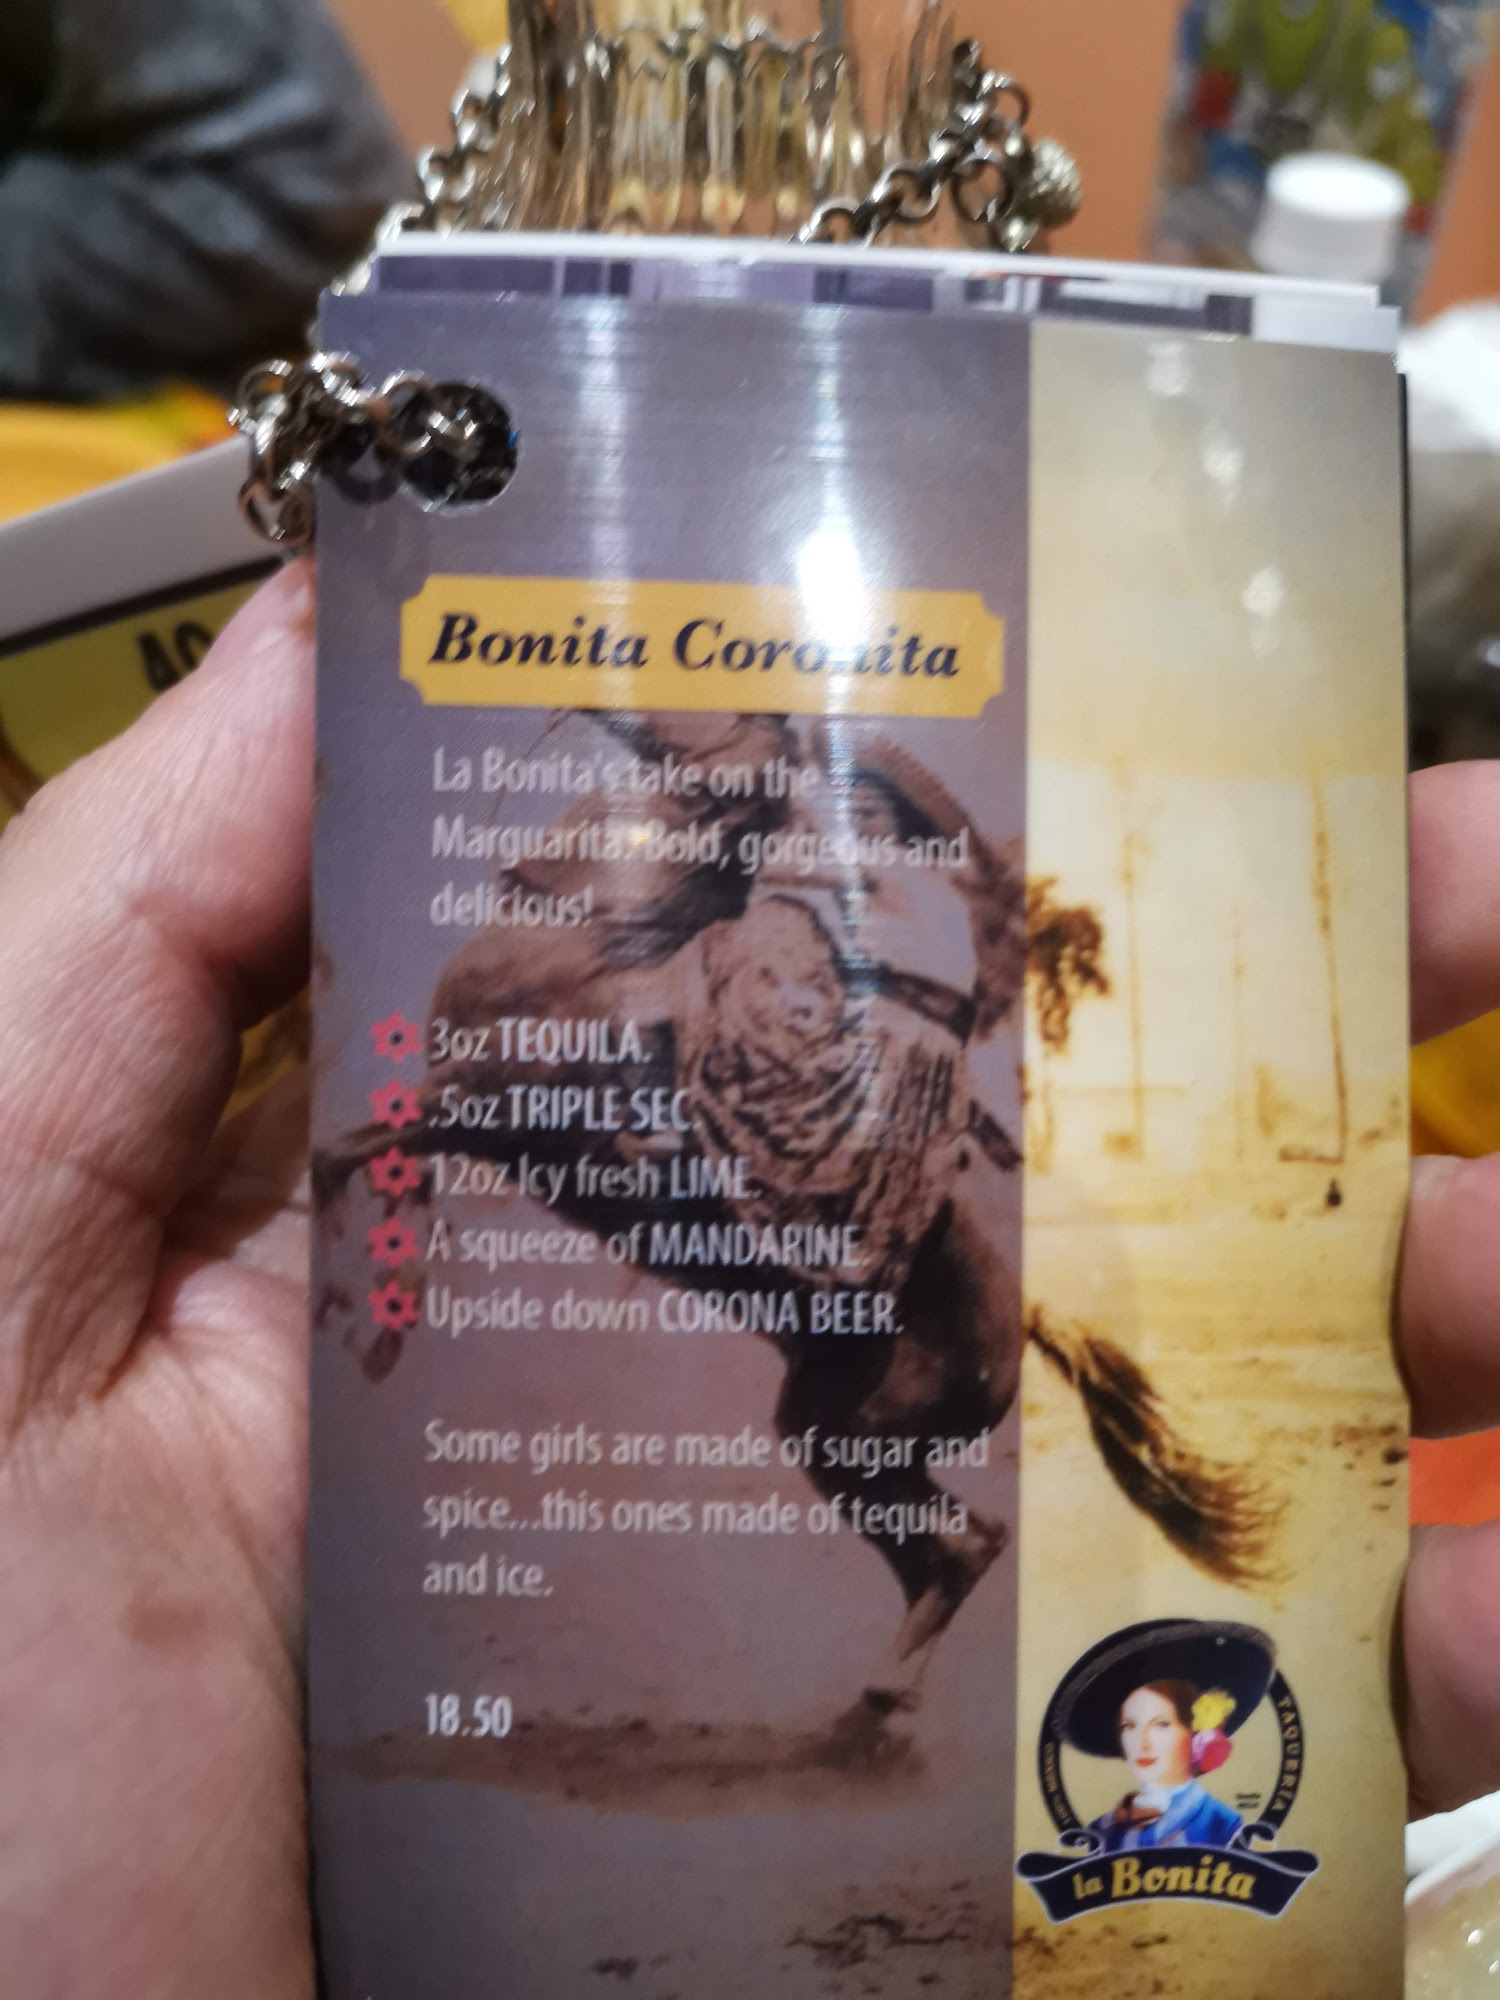 Bonita Coronita
La Bonita's take on the
Marguarita. Bold, gorgeous and
delicious!
3oz TEQUILA.
.5oz TRIPLE SEC.
12oz Icy fresh LIME.
A squeeze of MANDARINE.
Upside down CORONA BEER.
Some girls are made of sugar and
spice...this ones made of tequila
and ice.
18.50
TAQUERÍA
la Bonita